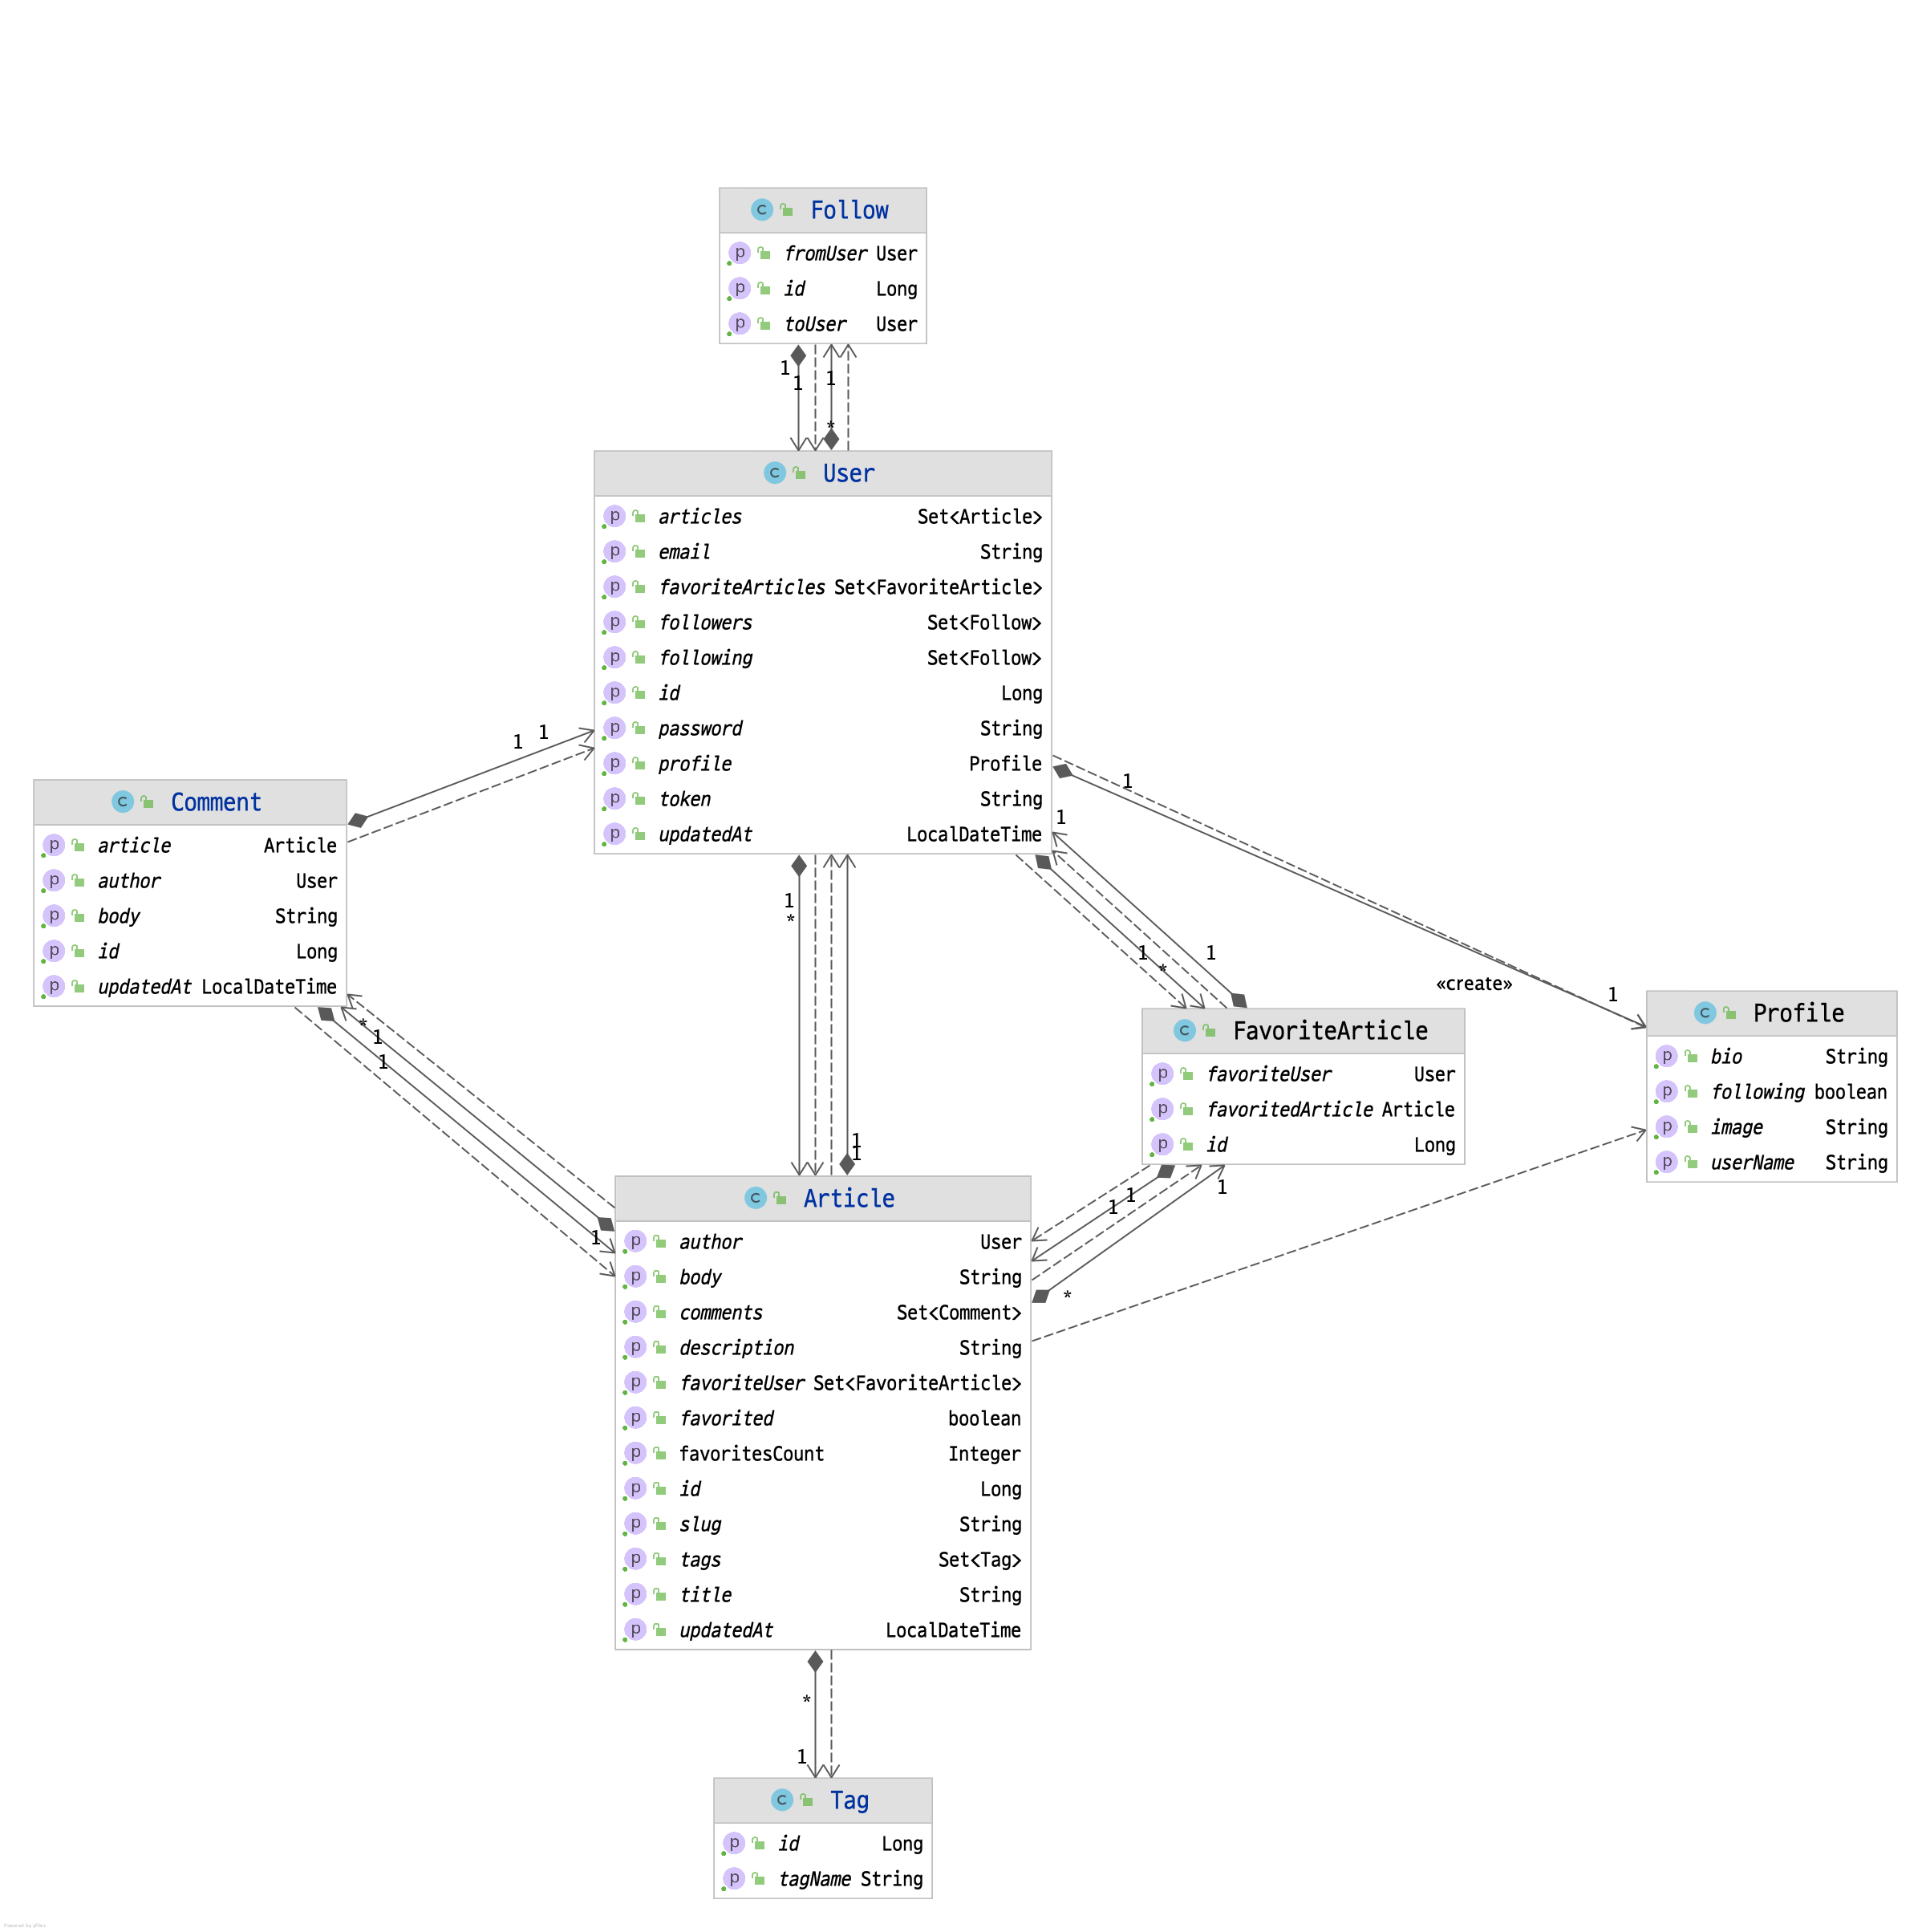 C Follow
p fromUser User
p id Long
p toUser User
1
1
1
*
C User
p articles Set<Article>
p email String
p favoriteArticles Set<FavoriteArticle>
p followers Set<Follow>
p following Set<Follow>
p id Long
p password String
p profile Profile
p token String
p updatedAt LocalDateTime
1 1
1
1
C Comment
p article Article
p author User
p body String
p id Long
p updatedAt LocalDateTime
1
*
1 *
1
«create»
1
*
1
1
1
C FavoriteArticle
p favoriteUser User
p favoritedArticle Article
p id Long
C Profile
p bio String
p following boolean
p image String
p userName String
1
1
1
1
1
1
*
C Article
p author User
p body String
p comments Set<Comment>
p description String
p favoriteUser Set<FavoriteArticle>
p favorited boolean
p favoritesCount Integer
p id Long
p slug String
p tags Set<Tag>
p title String
p updatedAt LocalDateTime
*
1
C Tag
p id Long
p tagName String
Powered by yFiles